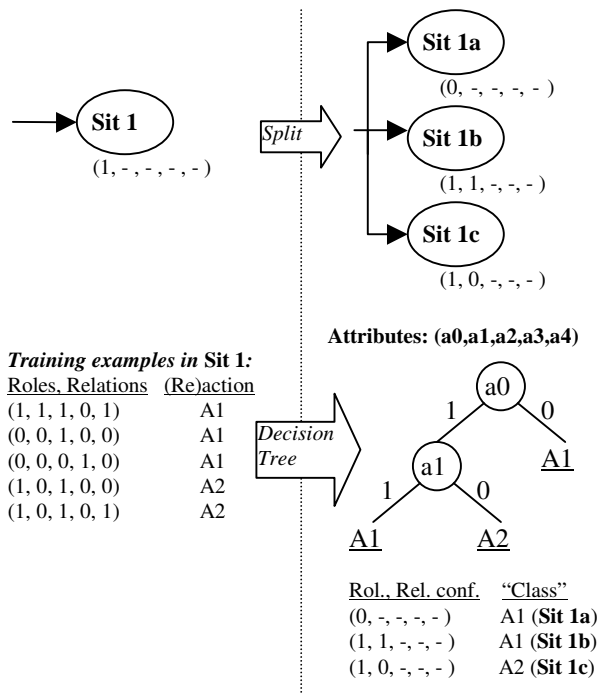 Sit 1
(1, - , - , - , - )
Split
Sit 1a
(0, -, -, -, - )
Sit 1b
(1, 1, -, -, - )
Sit 1c
(1, 0, -, -, - )
Training examples in Sit 1:
Roles, Relations (Re)action
(1, 1, 1, 0, 1) A1
(0, 0, 1, 0, 0) A1
(0, 0, 0, 1, 0) A1
(1, 0, 1, 0, 0) A2
(1, 0, 1, 0, 1) A2
Decision
Tree
Attributes: (a0,a1,a2,a3,a4)
a0
1 0
a1 A1
1 0
A1 A2
Rol., Rel. conf. “Class”
(0, -, -, -, - ) A1 (Sit 1a)
(1, 1, -, -, - ) A1 (Sit 1b)
(1, 0, -, -, - ) A2 (Sit 1c)